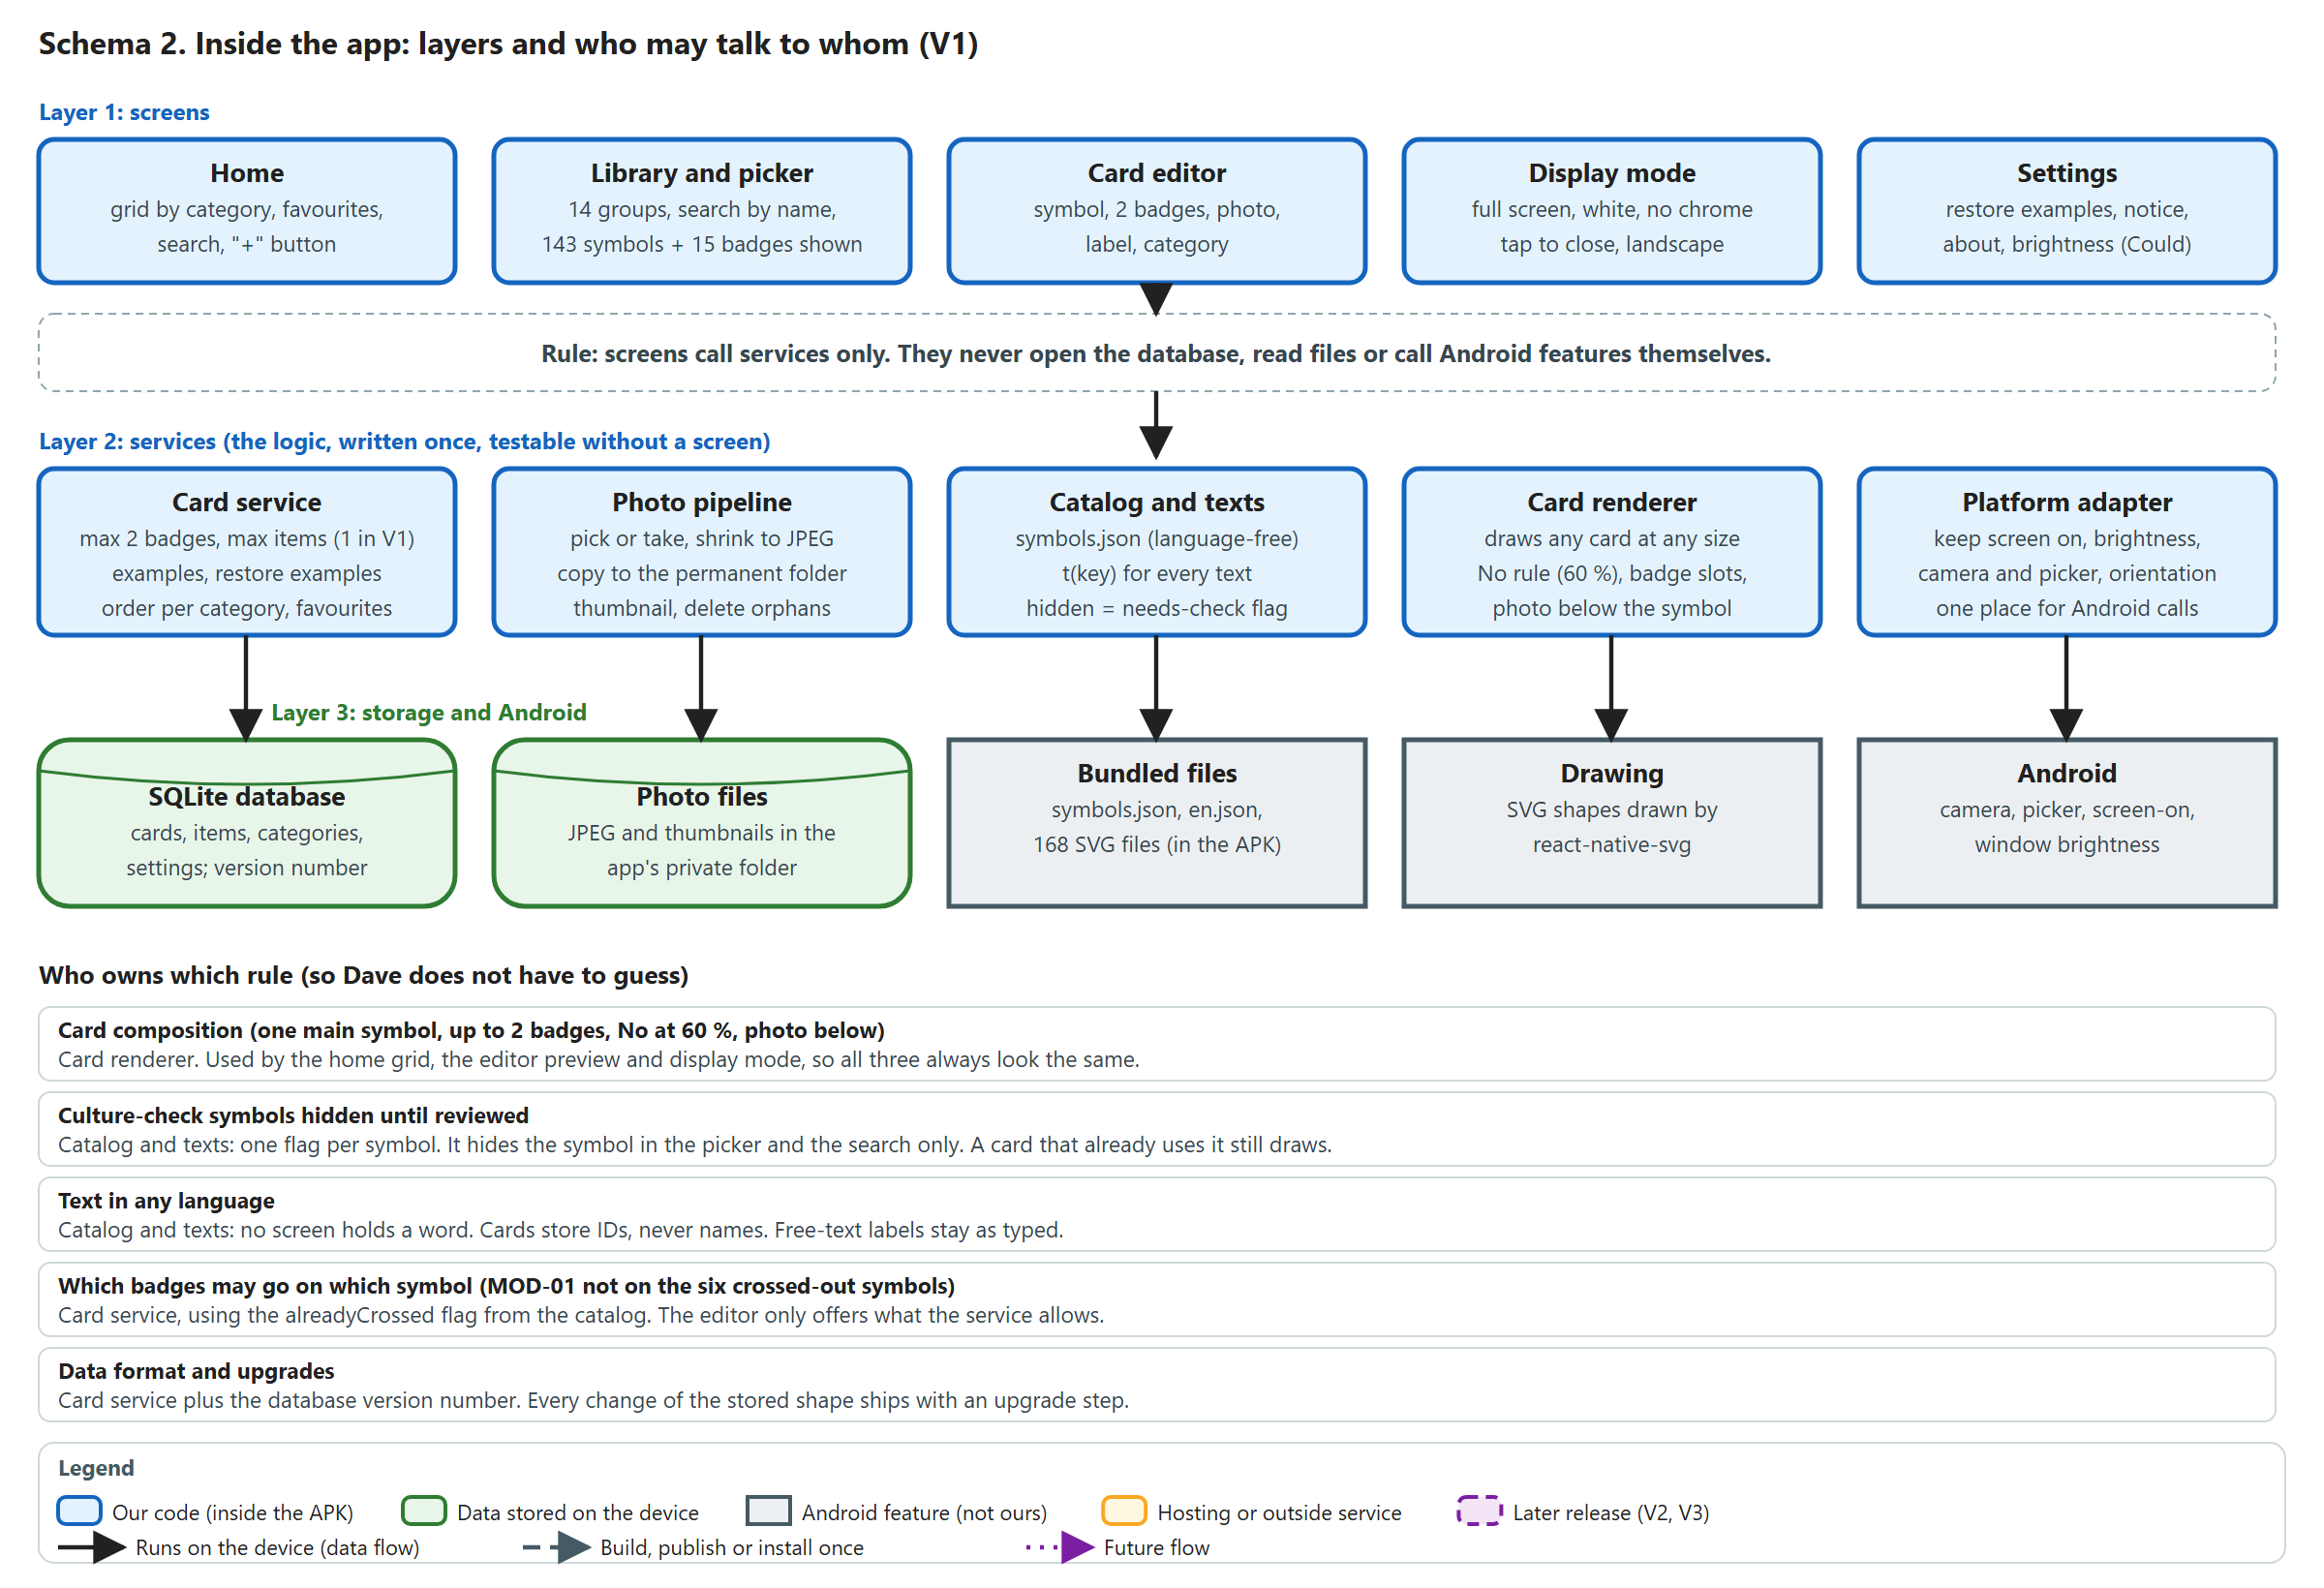 Schema 2. Inside the app: layers and who may talk to whom (V1)
Layer 1: screens
Home
grid by category, favourites,
search, "+" button
Library and picker
14 groups, search by name,
143 symbols + 15 badges shown
Card editor
symbol, 2 badges, photo,
label, category
Display mode
full screen, white, no chrome
tap to close, landscape
Settings
restore examples, notice,
about, brightness (Could)
Rule: screens call services only. They never open the database, read files or call Android features themselves.
Layer 2: services (the logic, written once, testable without a screen)
Card service
max 2 badges, max items (1 in V1)
examples, restore examples
order per category, favourites
Photo pipeline
pick or take, shrink to JPEG
copy to the permanent folder
thumbnail, delete orphans
Catalog and texts
symbols.json (language-free)
t(key) for every text
hidden = needs-check flag
Card renderer
draws any card at any size
No rule (60 %), badge slots,
photo below the symbol
Platform adapter
keep screen on, brightness,
camera and picker, orientation
one place for Android calls
Layer 3: storage and Android
SQLite database
cards, items, categories,
settings; version number
Photo files
JPEG and thumbnails in the
app's private folder
Bundled files
symbols.json, en.json,
168 SVG files (in the APK)
Drawing
SVG shapes drawn by
react-native-svg
Android
camera, picker, screen-on,
window brightness
Who owns which rule (so Dave does not have to guess)
Card composition (one main symbol, up to 2 badges, No at 60 %, photo below)
Card renderer. Used by the home grid, the editor preview and display mode, so all three always look the same.
Culture-check symbols hidden until reviewed
Catalog and texts: one flag per symbol. It hides the symbol in the picker and the search only. A card that already uses it still draws.
Text in any language
Catalog and texts: no screen holds a word. Cards store IDs, never names. Free-text labels stay as typed.
Which badges may go on which symbol (MOD-01 not on the six crossed-out symbols)
Card service, using the alreadyCrossed flag from the catalog. The editor only offers what the service allows.
Data format and upgrades
Card service plus the database version number. Every change of the stored shape ships with an upgrade step.
Legend
Our code (inside the APK)
Data stored on the device
Android feature (not ours)
Hosting or outside service
Later release (V2, V3)
Runs on the device (data flow)
Build, publish or install once
Future flow